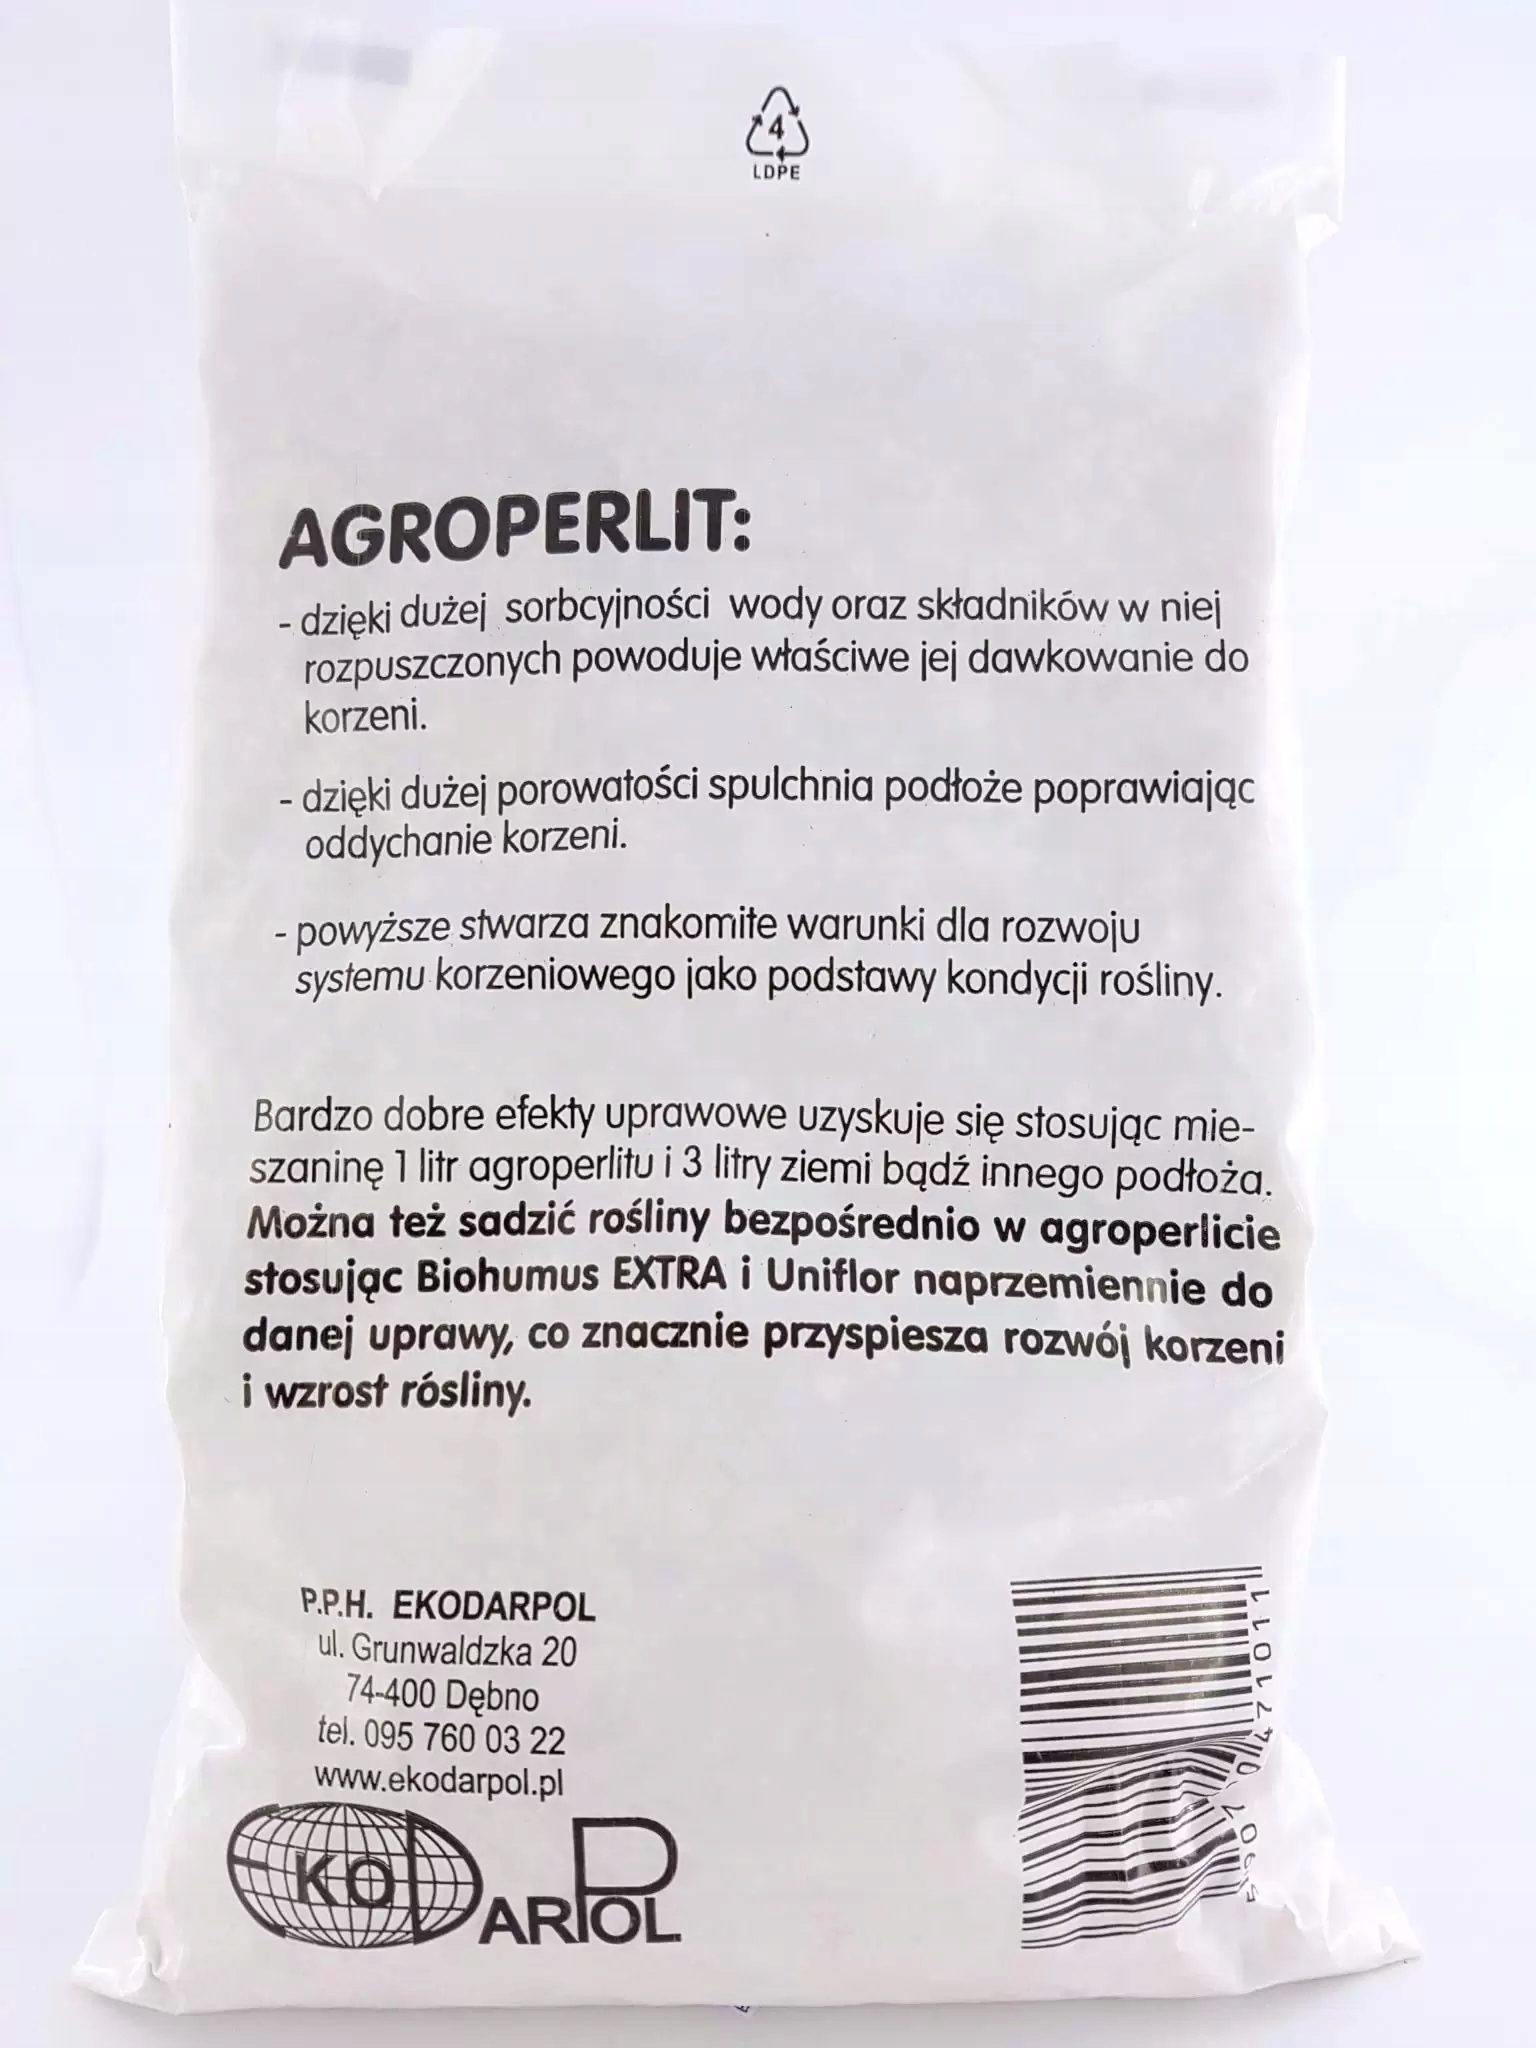 4
LDPE
AGROPERLIT:
- dzięki dużej sorbcyjności wody oraz składników w niej
rozpuszczonych powoduje właściwe jej dawkowanie do
korzeni.
- dzięki dużej porowatości spulchnia podłoże poprawiając
oddychanie korzeni.
- powyższe stwarza znakomite warunki dla rozwoju
systemu korzeniowego jako podstawy kondycji rośliny.
Bardzo dobre efekty uprawowe uzyskuje się stosując mie-
szaninę 1 litr agroperlitu i 3 litry ziemi bądź innego podłoża.
Można też sadzić rośliny bezpośrednio w agroperlicie
stosując Biohumus EXTRA i Uniflor naprzemiennie do
danej uprawy, co znacznie przyspiesza rozwój korzeni
i wzrost rósliny.
P.P.H. EKODARPOL
ul. Grunwaldzka 20
74-400 Dębno
tel. 095 760 03 22
www.ekodarpol.pl
EKODARPOL